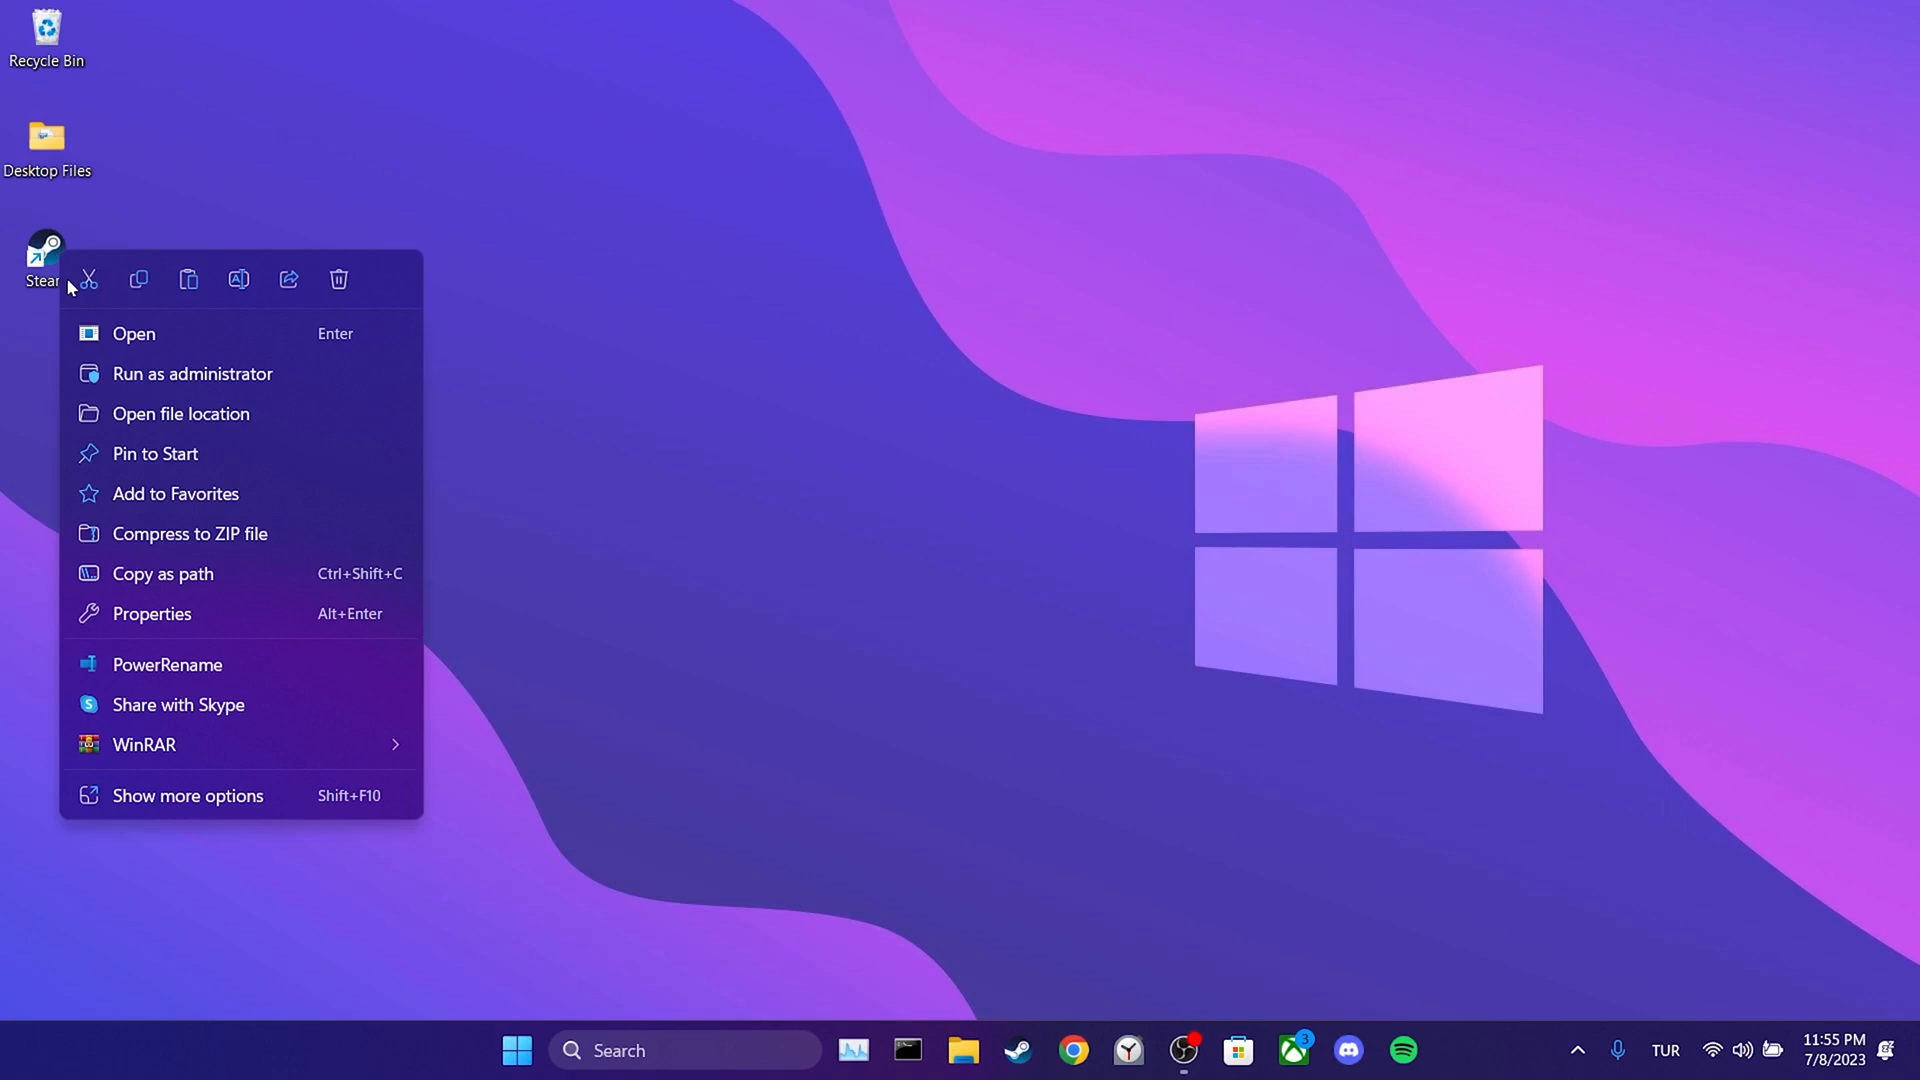 Recycle Bin
Desktop Files
Stea
Open Enter
Run as administrator
Open file location
Pin to Start
Add to Favorites
Compress to ZIP file
Copy as path Ctrl+Shift+C
Properties Alt+Enter
PowerRename
Share with Skype
WinRAR
Show more options Shift+F10
Search
3
TUR
11:55 PM
7/8/2023